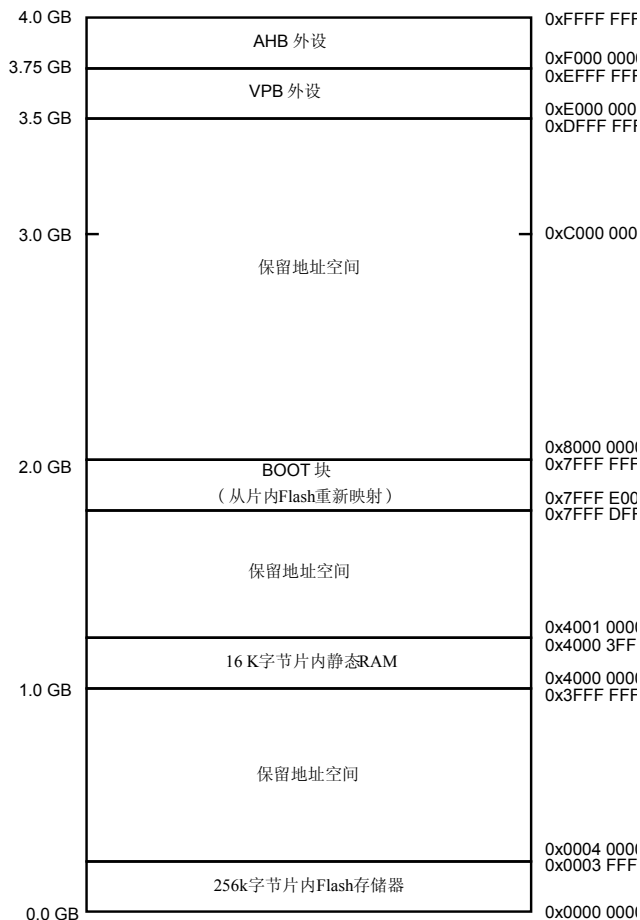 4.0 GB
0xFFFF FFF
AHB 外设
0xF000 0000
3.75 GB
0xEFFF FFF
VPB 外设
0xE000 000
3.5 GB
0xDFFF FFF
3.0 GB
0xC000 000
保留地址空间
0x8000 0000
2.0 GB
0x7FFF FFF
BOOT 块
（从片内Flash重新映射）
0x7FFF E00
0x7FFF DFF
保留地址空间
0x4001 0000
0x4000 3FF
16 K字节片内静态RAM
0x4000 0000
1.0 GB
0x3FFF FFF
保留地址空间
0x0004 0000
0x0003 FFF
256k字节片内Flash存储器
0.0 GB
0x0000 0000